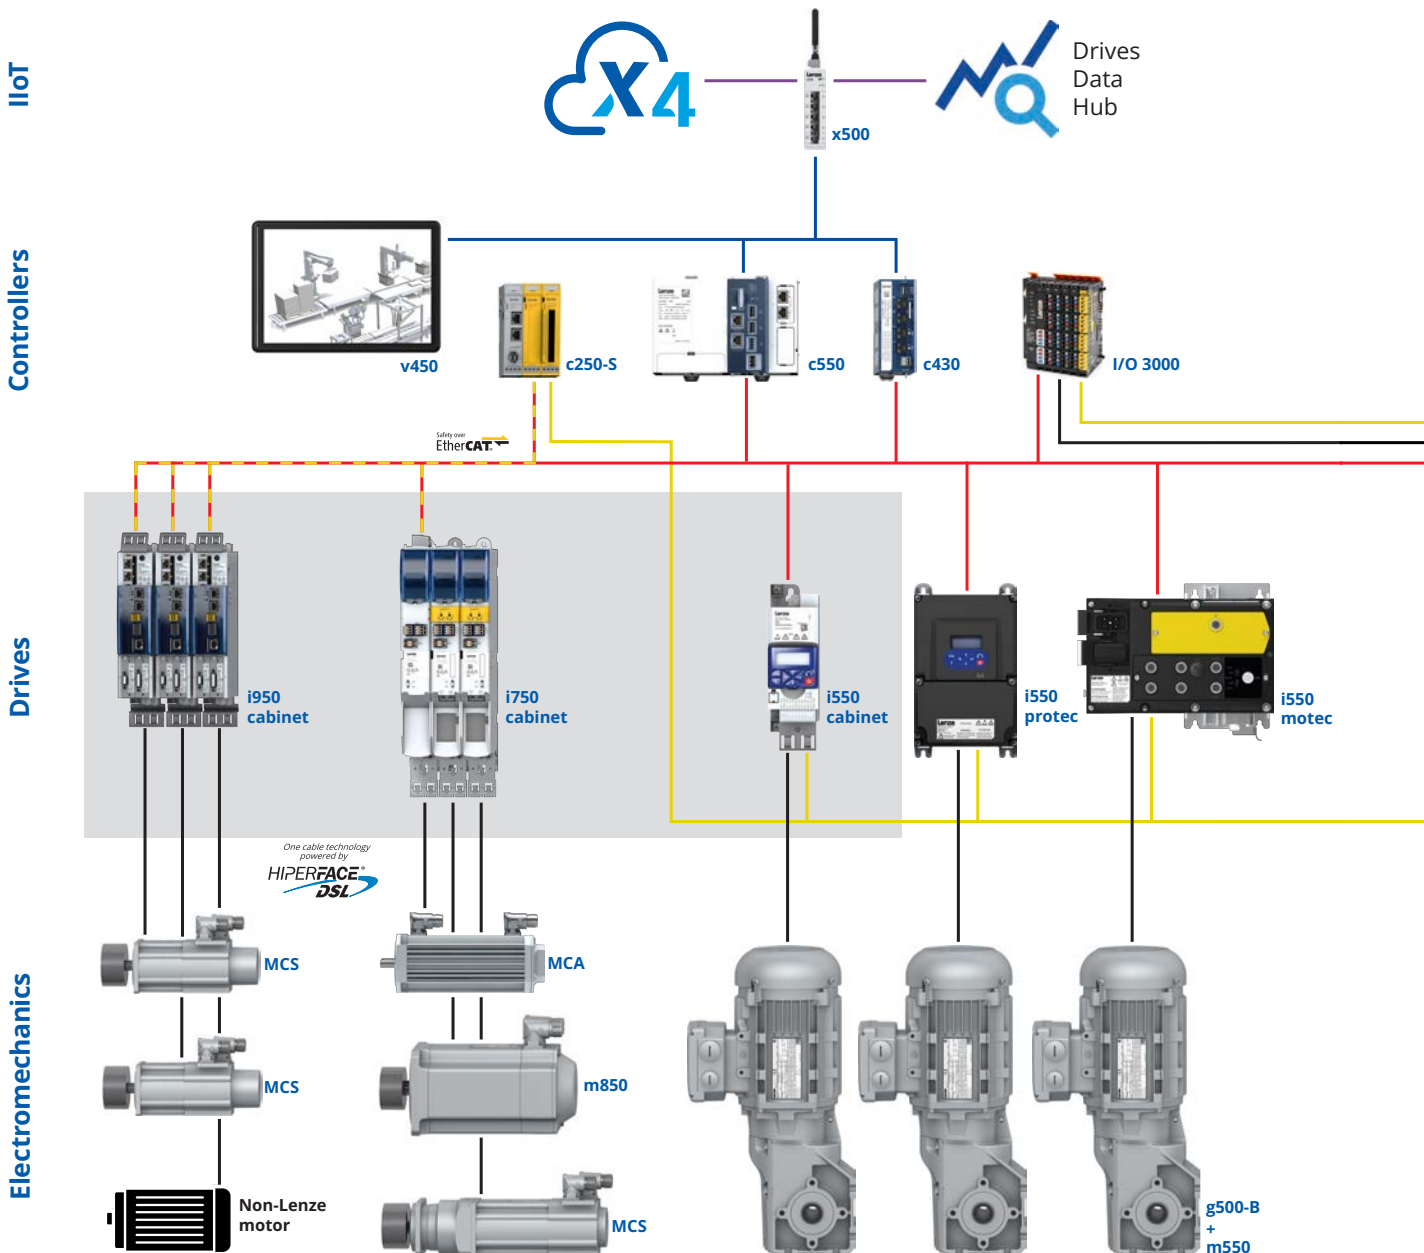 IIoT
X4
x500
Drives
Data
Hub
Controllers
v450
c250-S
Lenze
c550
c430
I/O 3000
Safety over
EtherCAT
Drives
i950
cabinet
i750
cabinet
i550
cabinet
i550
protec
i550
motec
One cable technology
powered by
HIPERFACE®
DSL
Electromechanics
MCS
MCA
MCS
m850
Non-Lenze
motor
MCS
g500-B
+
m550